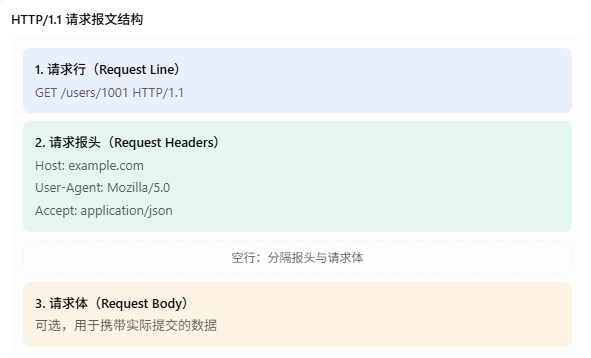 HTTP/1.1 请求报文结构
1. 请求行（Request Line）
GET /users/1001 HTTP/1.1
2. 请求报头（Request Headers）
Host: example.com
User-Agent: Mozilla/5.0
Accept: application/json
空行：分隔报头与请求体
3. 请求体（Request Body）
可选，用于携带实际提交的数据